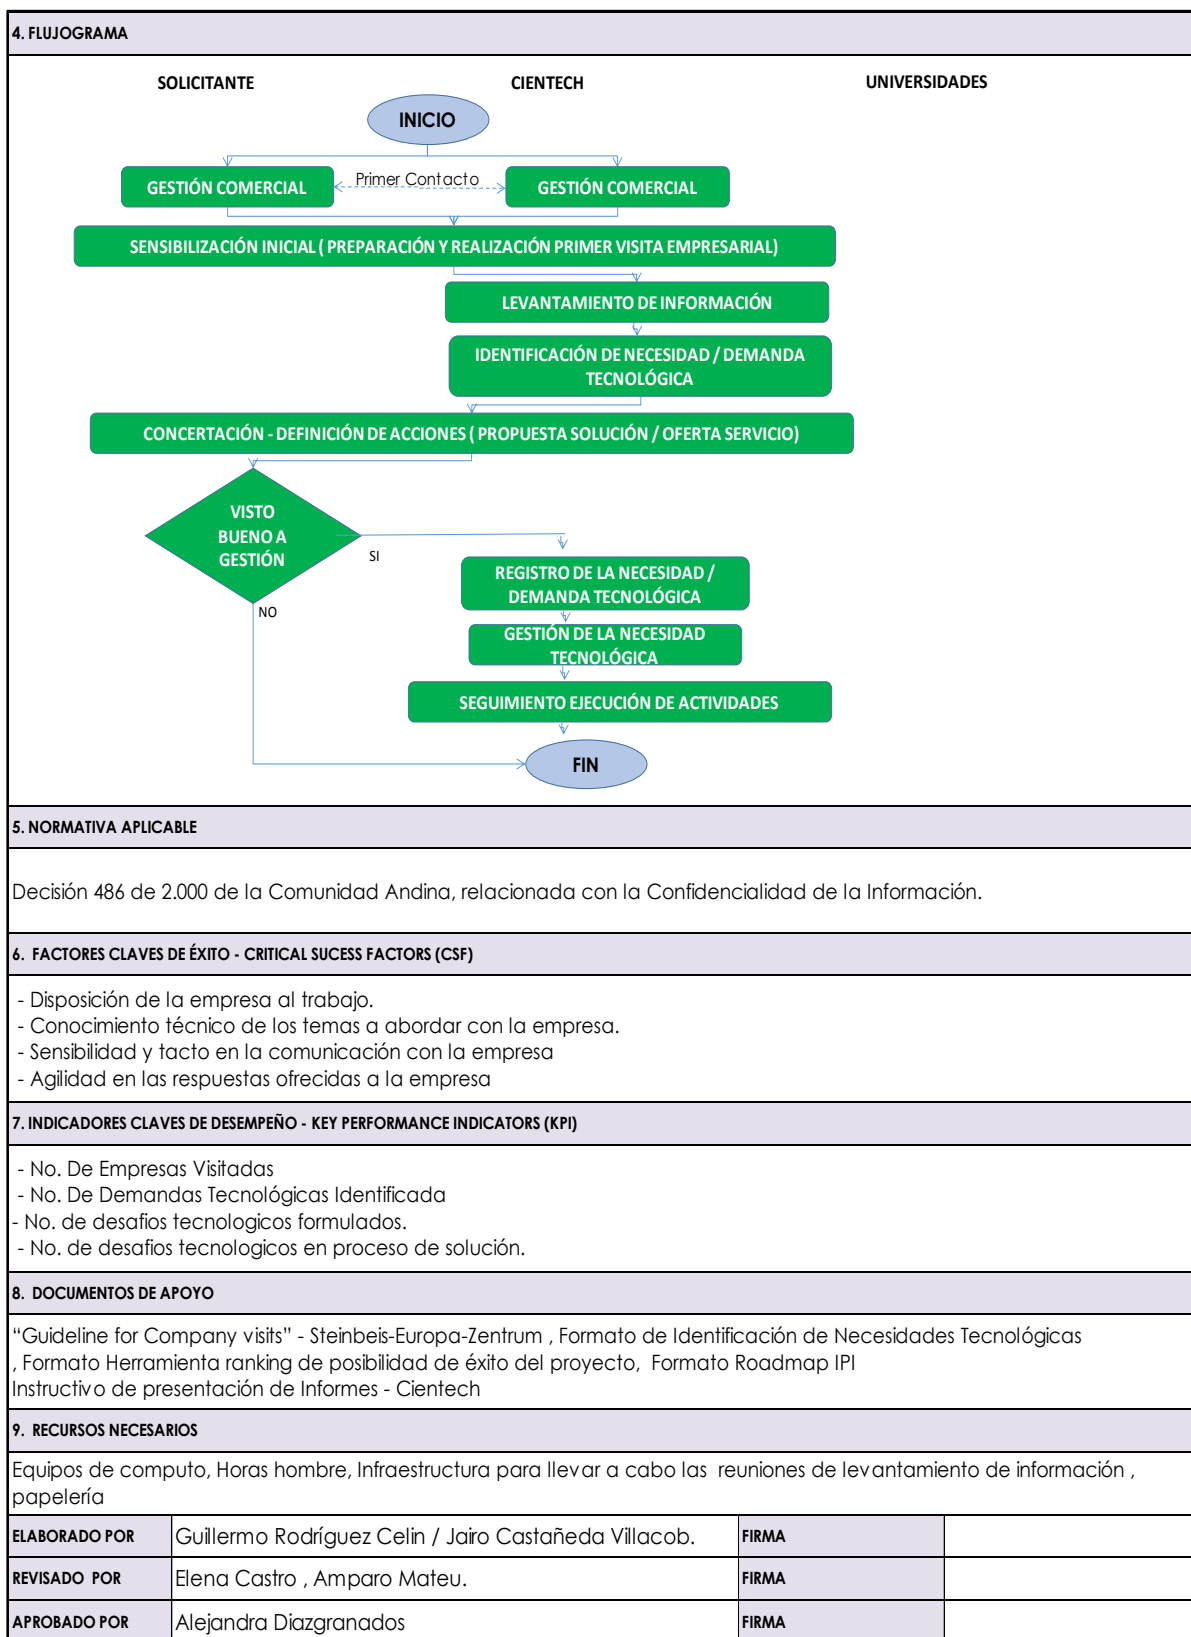 4. FLUJOGRAMA
SOLICITANTE CIENTECH UNIVERSIDADES
INICIO
GESTIÓN COMERCIAL Primer Contacto GESTIÓN COMERCIAL
SENSIBILIZACIÓN INICIAL ( PREPARACIÓN Y REALIZACIÓN PRIMER VISITA EMPRESARIAL)
LEVANTAMIENTO DE INFORMACIÓN
IDENTIFICACIÓN DE NECESIDAD / DEMANDA
TECNOLÓGICA
CONCERTACIÓN - DEFINICIÓN DE ACCIONES ( PROPUESTA SOLUCIÓN / OFERTA SERVICIO)
VISTO
BUENO A
GESTIÓN
SI
NO
REGISTRO DE LA NECESIDAD /
DEMANDA TECNOLÓGICA
GESTIÓN DE LA NECESIDAD
TECNOLÓGICA
SEGUIMIENTO EJECUCIÓN DE ACTIVIDADES
FIN
5. NORMATIVA APLICABLE
Decisión 486 de 2.000 de la Comunidad Andina, relacionada con la Confidencialidad de la Información.
6. FACTORES CLAVES DE ÉXITO - CRITICAL SUCESS FACTORS (CSF)
- Disposición de la empresa al trabajo.
- Conocimiento técnico de los temas a abordar con la empresa.
- Sensibilidad y tacto en la comunicación con la empresa
- Agilidad en las respuestas ofrecidas a la empresa
7. INDICADORES CLAVES DE DESEMPEÑO - KEY PERFORMANCE INDICATORS (KPI)
- No. De Empresas Visitadas
- No. De Demandas Tecnológicas Identificada
- No. de desafios tecnologicos formulados.
- No. de desafios tecnologicos en proceso de solución.
8. DOCUMENTOS DE APOYO
“Guideline for Company visits” - Steinbeis-Europa-Zentrum , Formato de Identificación de Necesidades Tecnológicas
, Formato Herramienta ranking de posibilidad de éxito del proyecto, Formato Roadmap IPI
Instructivo de presentación de Informes - Cientech
9. RECURSOS NECESARIOS
Equipos de computo, Horas hombre, Infraestructura para llevar a cabo las reuniones de levantamiento de información ,
papelería
ELABORADO POR Guillermo Rodríguez Celin / Jairo Castañeda Villacob. FIRMA
REVISADO POR Elena Castro , Amparo Mateu. FIRMA
APROBADO POR Alejandra Diazgranados FIRMA